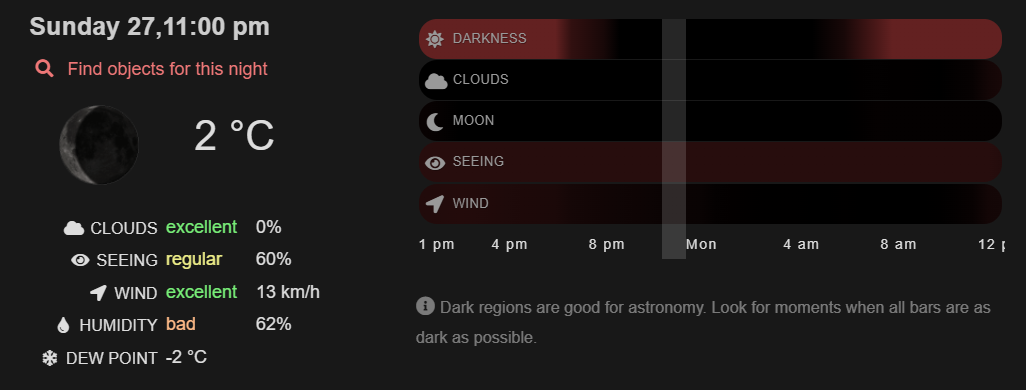 Sunday 27,11:00 pm
Find objects for this night
2 °C
CLOUDS excellent 0%
SEEING regular 60%
WIND excellent 13 km/h
HUMIDITY bad 62%
DEW POINT -2 °C
DARKNESS
CLOUDS
MOON
SEEING
WIND
1 pm 4 pm 8 pm Mon 4 am 8 am 12 p
Dark regions are good for astronomy. Look for moments when all bars are as
dark as possible.